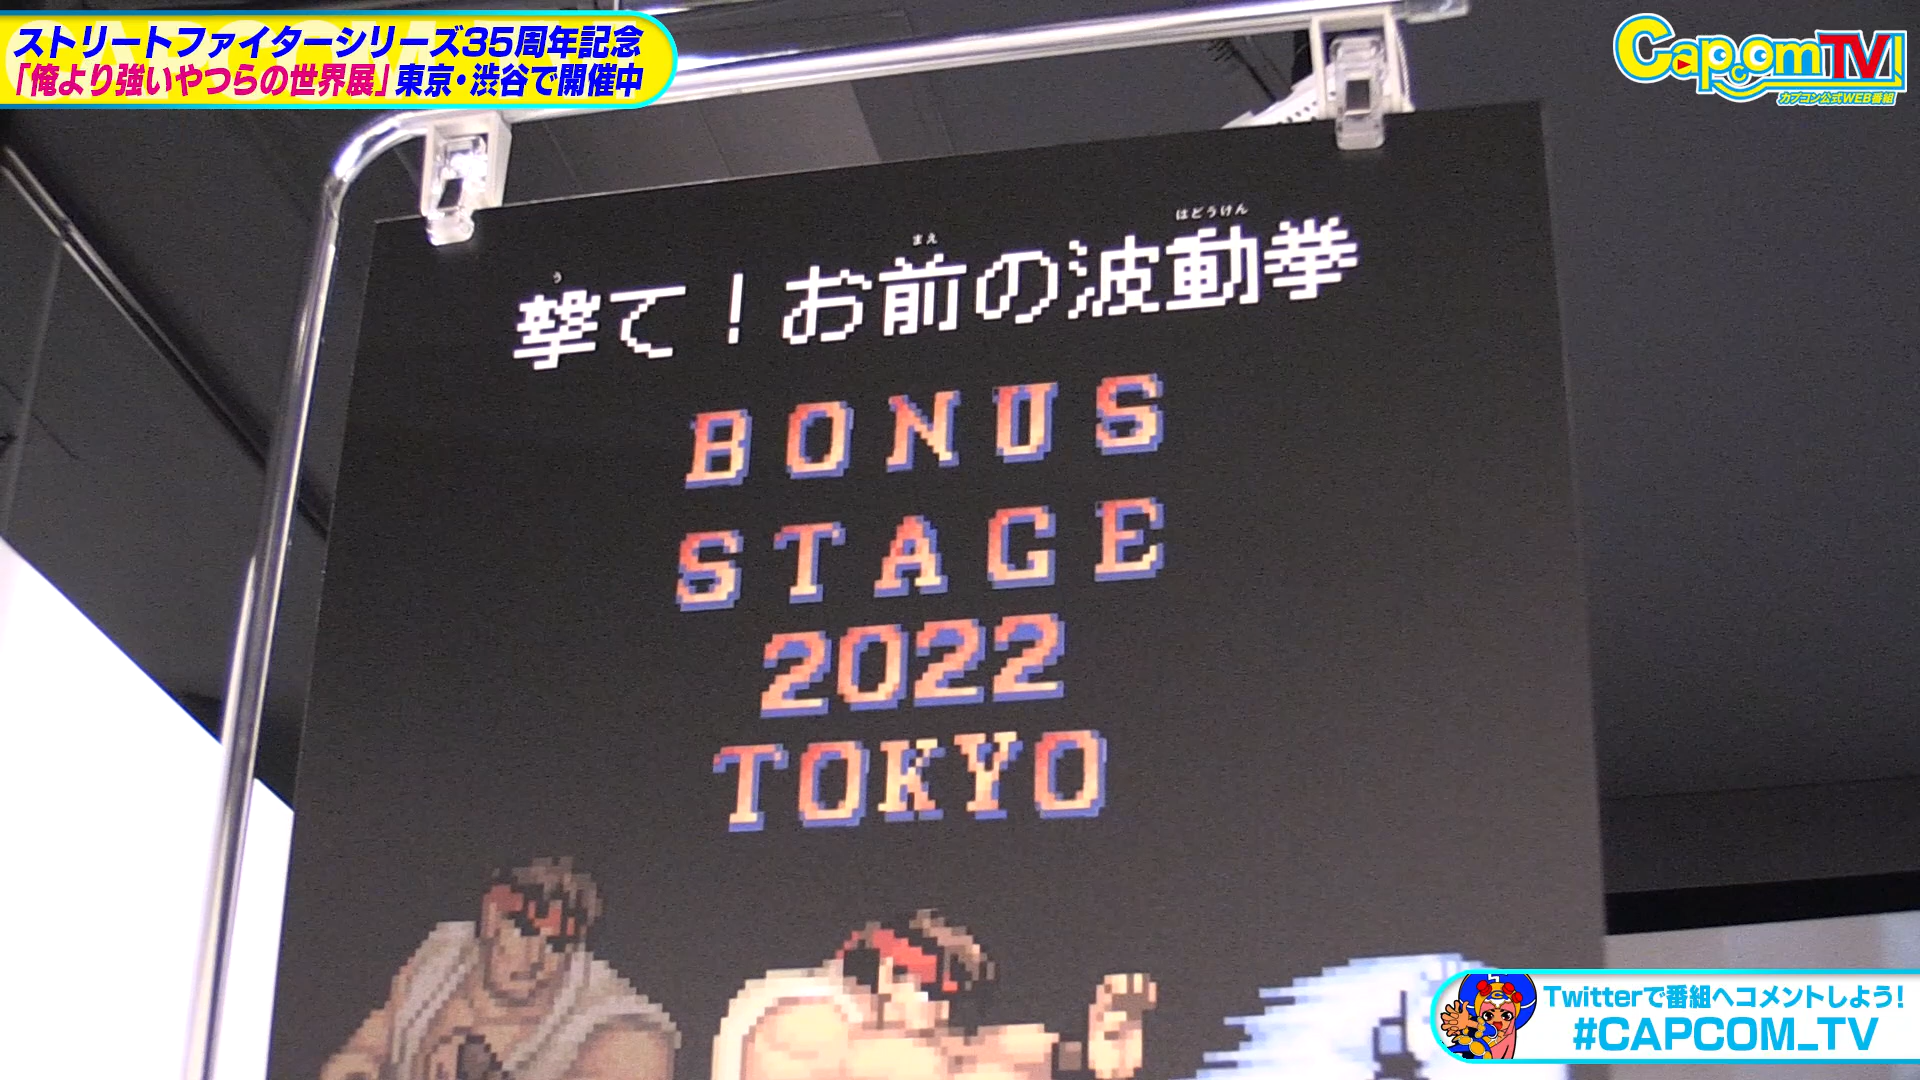 ストリートファイターシリーズ35周年記念
「俺より強いやつらの世界展」東京・渋谷で開催中
CapcomTV!
カプコン公式WEB番組
う まえ はどうけん
撃て！お前の波動拳
BONUS
STAGE
2022
TOKYO
Twitterで番組へコメントしよう!
#CAPCOM_TV